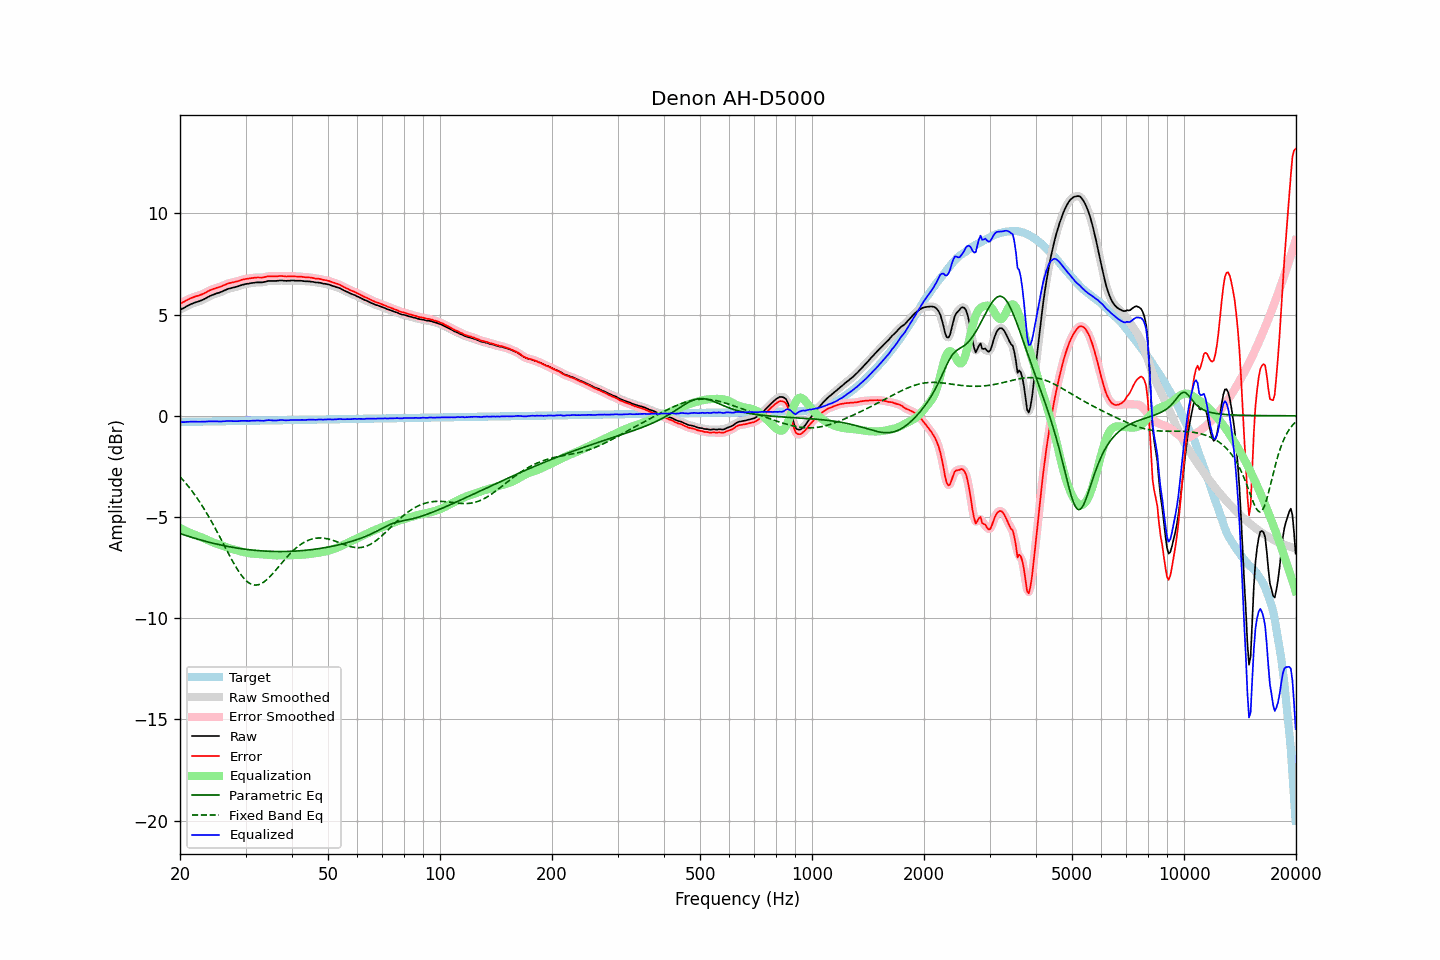 Denon AH-D5000
Amplitude (dBr)
10
5
0
−5
−10
−15
−20
Target
Raw Smoothed
Error Smoothed
Raw
Error
Equalization
Parametric Eq
Fixed Band Eq
Equalized
20 50 100 200 500 1000 2000 5000 10000 20000
Frequency (Hz)